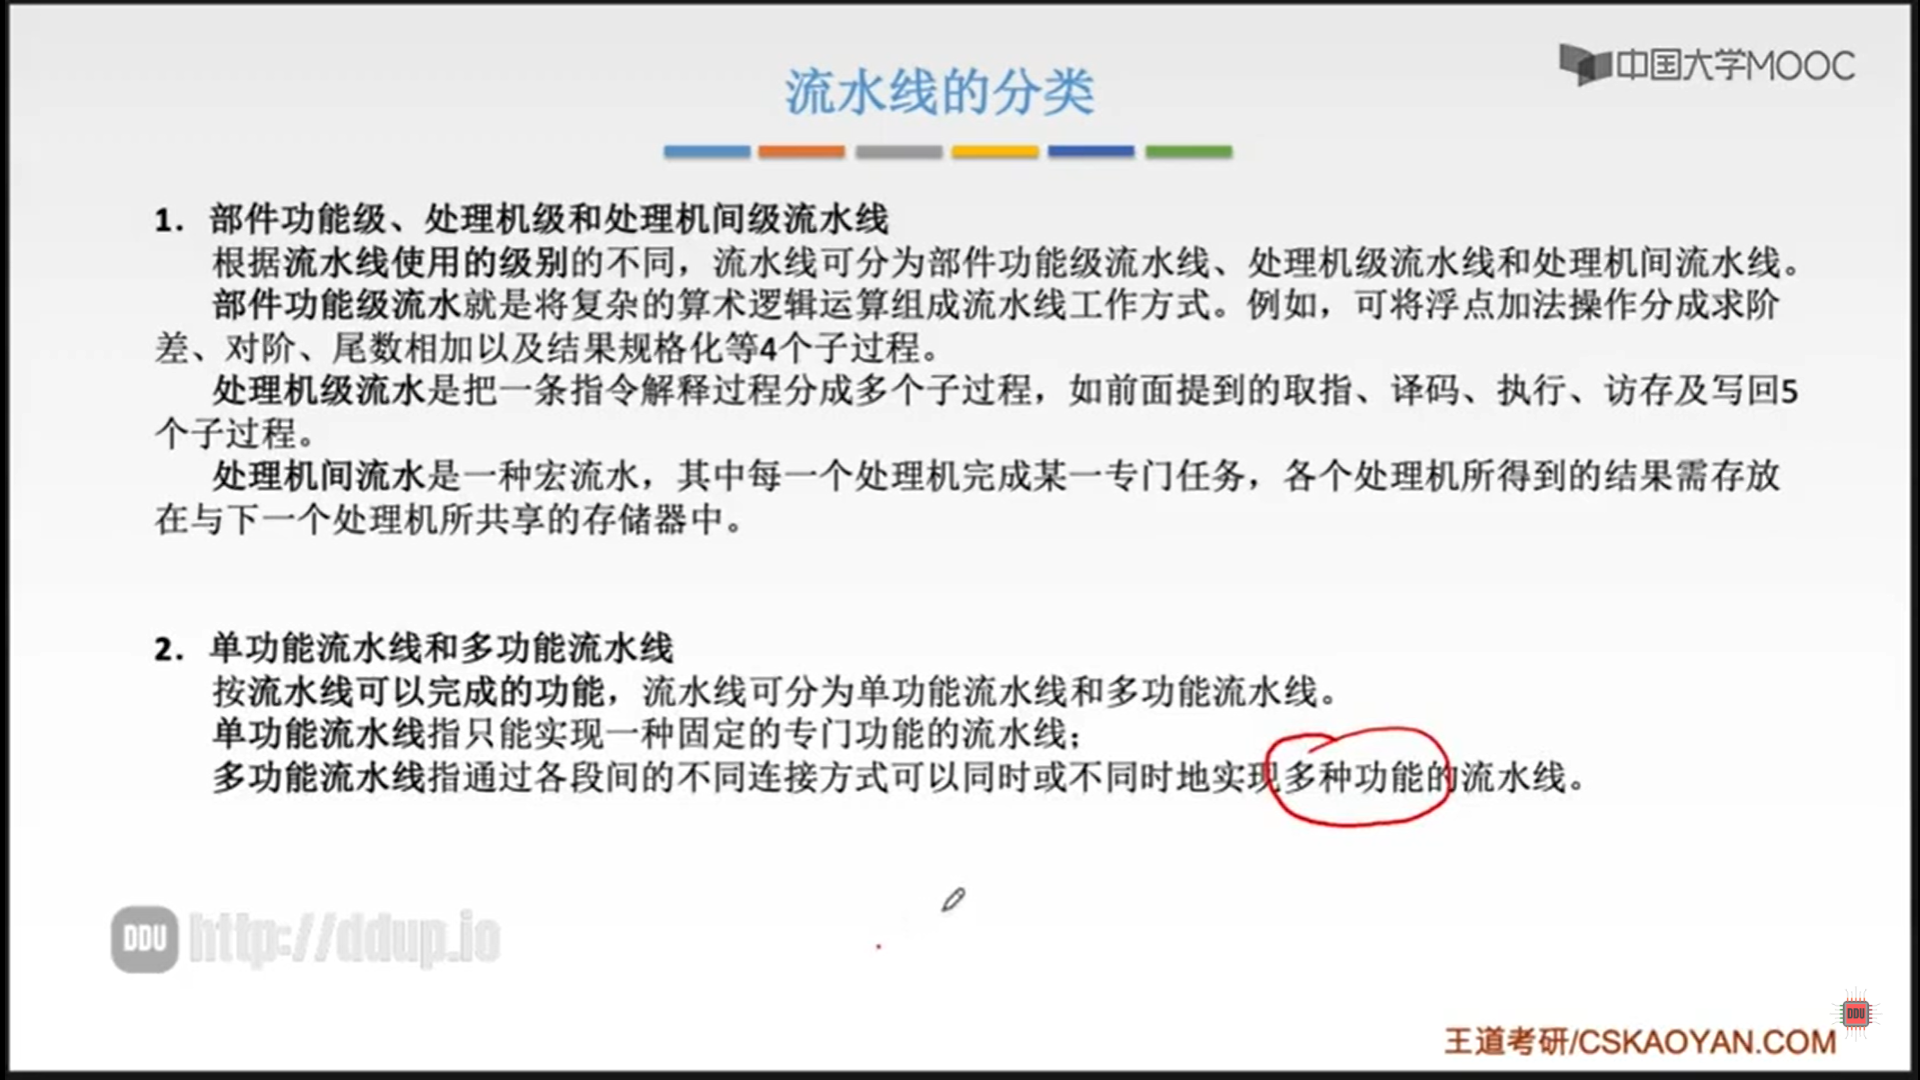 中国大学MOOC
流水线的分类
1. 部件功能级、处理机级和处理机间级流水线
根据流水线使用的级别的不同，流水线可分为部件功能级流水线、处理机级流水线和处理机间流水线。
部件功能级流水就是将复杂的算术逻辑运算组成流水线工作方式。例如，可将浮点加法操作分成求阶
差、对阶、尾数相加以及结果规格化等4个子过程。
处理机级流水是把一条指令解释过程分成多个子过程，如前面提到的取指、译码、执行、访存及写回5
个子过程。
处理机间流水是一种宏流水，其中每一个处理机完成某一专门任务，各个处理机所得到的结果需存放
在与下一个处理机所共享的存储器中。
2. 单功能流水线和多功能流水线
按流水线可以完成的功能，流水线可分为单功能流水线和多功能流水线。
单功能流水线指只能实现一种固定的专门功能的流水线；
多功能流水线指通过各段间的不同连接方式可以同时或不同时地实现多种功能的流水线。
DDU http://ddup.io
DDU
王道考研/CSKAOYAN.COM